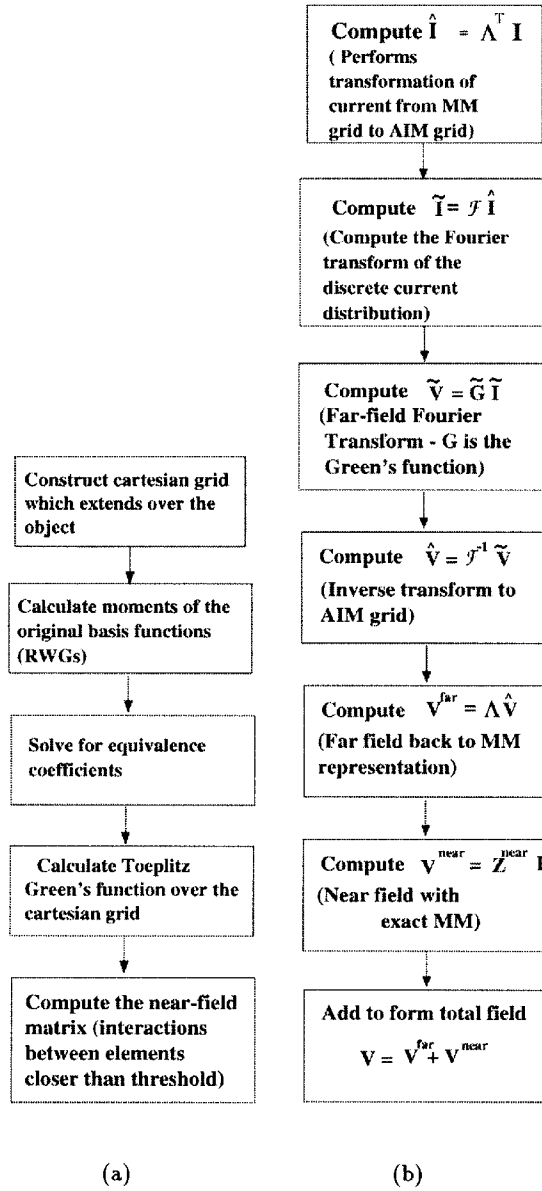 Construct cartesian grid
which extends over the
object
Calculate moments of the
original basis functions
(RWGs)
Solve for equivalence
coefficients
Calculate Toeplitz
Green's function over the
cartesian grid
Compute the near-field
matrix (interactions
between elements
closer than threshold)
(a)
Compute Î = Λᵀ I
( Performs
transformation of
current from MM
grid to AIM grid)
Compute Ĩ = ℱ Î
(Compute the Fourier
transform of the
discrete current
distribution)
Compute Ṽ = G̃ Ĩ
(Far-field Fourier
Transform - G is the
Green's function)
Compute V̂ = ℱ⁻¹ Ṽ
(Inverse transform to
AIM grid)
Compute V^far = Λ V̂
(Far field back to MM
representation)
Compute V^near = Z^near I
(Near field with
exact MM)
Add to form total field
V = V^far + V^near
(b)